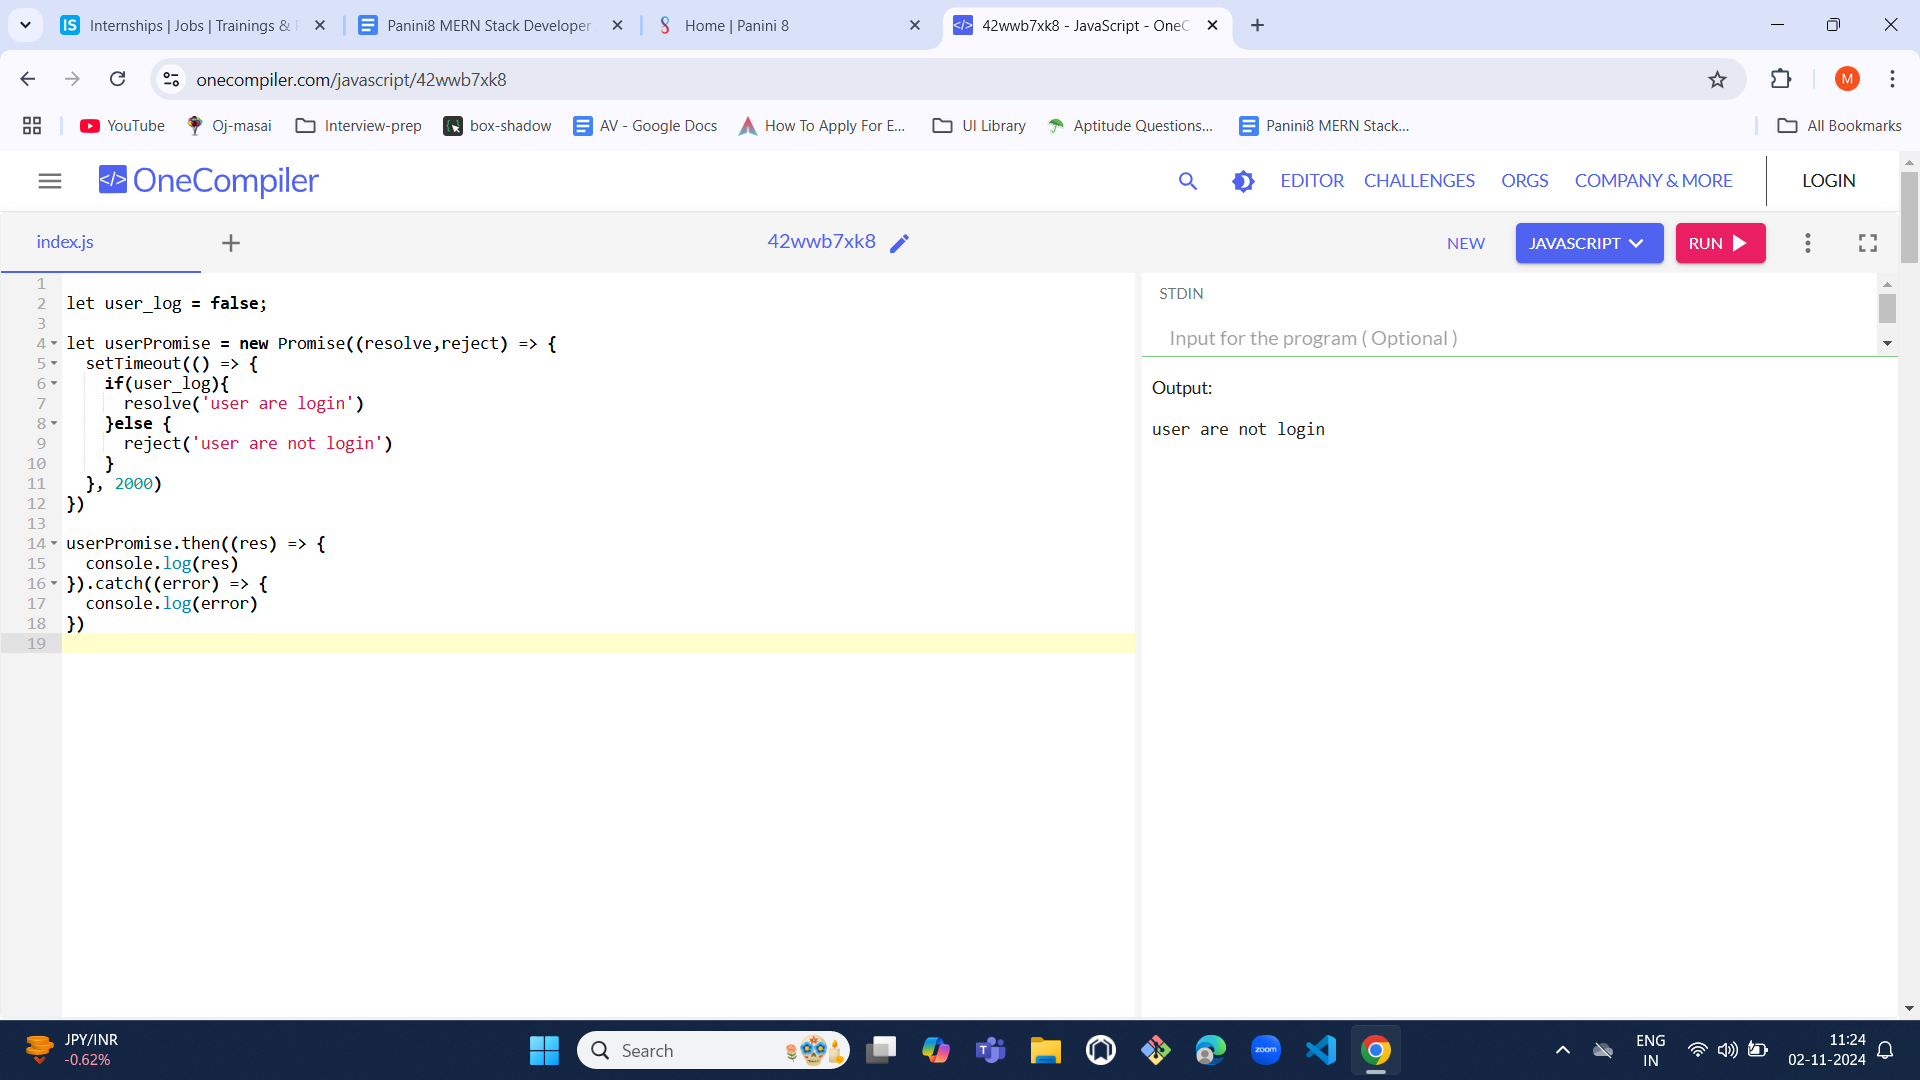 Internships | Jobs | Trainings &
Panini8 MERN Stack Developer
Home | Panini 8
42wwb7xk8 - JavaScript - OneC
onecompiler.com/javascript/42wwb7xk8
M
YouTube
Oj-masai
Interview-prep
box-shadow
AV - Google Docs
How To Apply For E...
UI Library
Aptitude Questions...
Panini8 MERN Stack...
All Bookmarks
</> OneCompiler
EDITOR
CHALLENGES
ORGS
COMPANY & MORE
LOGIN
index.js
42wwb7xk8
NEW
JAVASCRIPT
RUN
1
2 let user_log = false;
3
4 let userPromise = new Promise((resolve,reject) => {
5 setTimeout(() => {
6 if(user_log){
7 resolve('user are login')
8 }else {
9 reject('user are not login')
10 }
11 }, 2000)
12 })
13
14 userPromise.then((res) => {
15 console.log(res)
16 }).catch((error) => {
17 console.log(error)
18 })
19
STDIN
Input for the program ( Optional )
Output:
user are not login
JPY/INR
-0.62%
Search
zoom
ENG
IN
11:24
02-11-2024